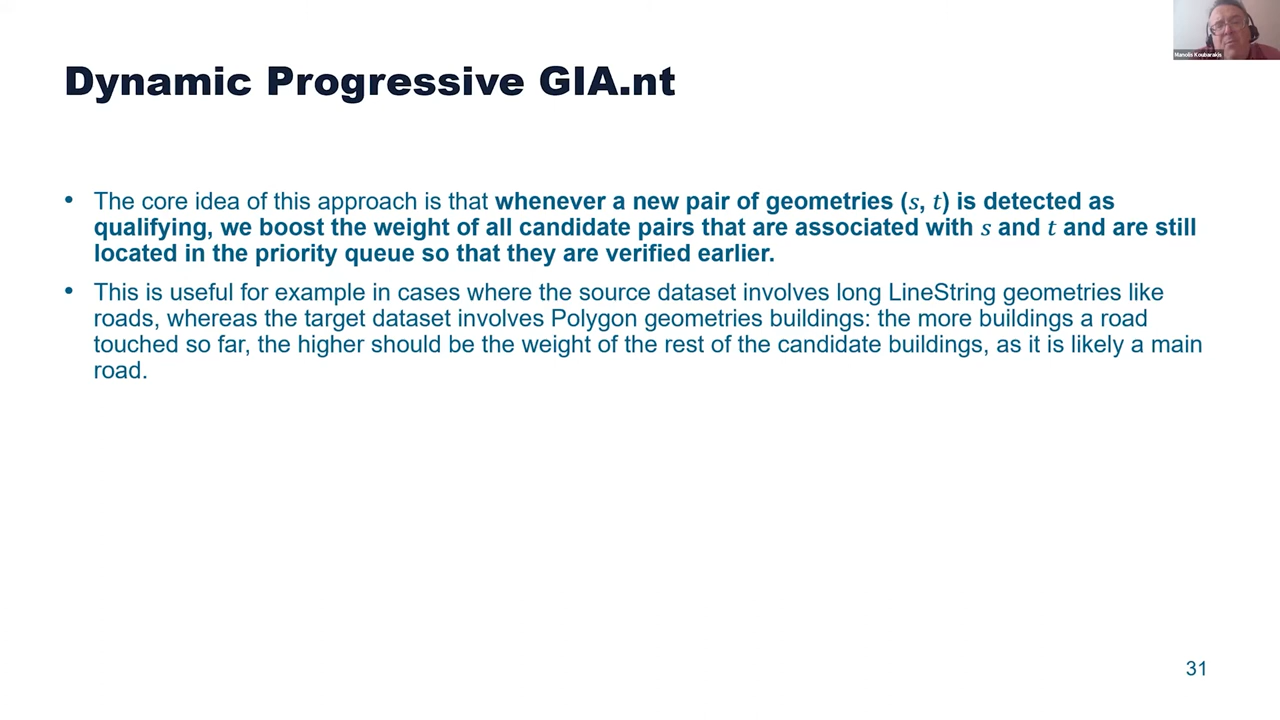 Manolis Koubarakis
Dynamic Progressive GIA.nt
• The core idea of this approach is that whenever a new pair of geometries (s, t) is detected as
qualifying, we boost the weight of all candidate pairs that are associated with s and t and are still
located in the priority queue so that they are verified earlier.
• This is useful for example in cases where the source dataset involves long LineString geometries like
roads, whereas the target dataset involves Polygon geometries buildings: the more buildings a road
touched so far, the higher should be the weight of the rest of the candidate buildings, as it is likely a main
road.
31